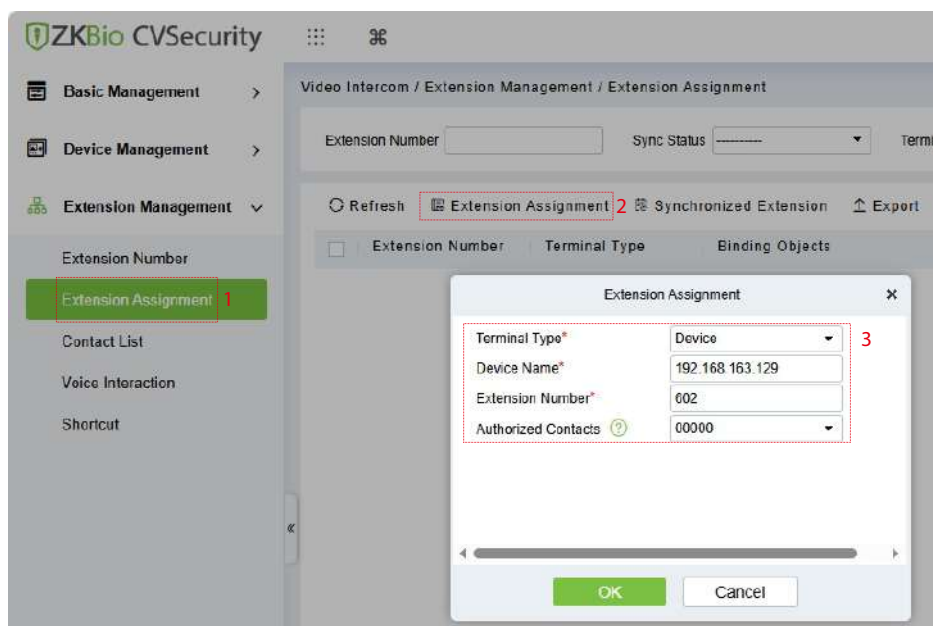 ZKBio CVSecurity
Basic Management
Device Management
Extension Management
Extension Number
Extension Assignment 1
Contact List
Voice Interaction
Shortcut
Video Intercom / Extension Management / Extension Assignment
Extension Number Sync Status ---------- Termi
Refresh Extension Assignment 2 Synchronized Extension Export
Extension Number Terminal Type Binding Objects
Extension Assignment ×
Terminal Type* Device 3
Device Name* 192.168.163.129
Extension Number* 602
Authorized Contacts ? 00000
«
OK Cancel